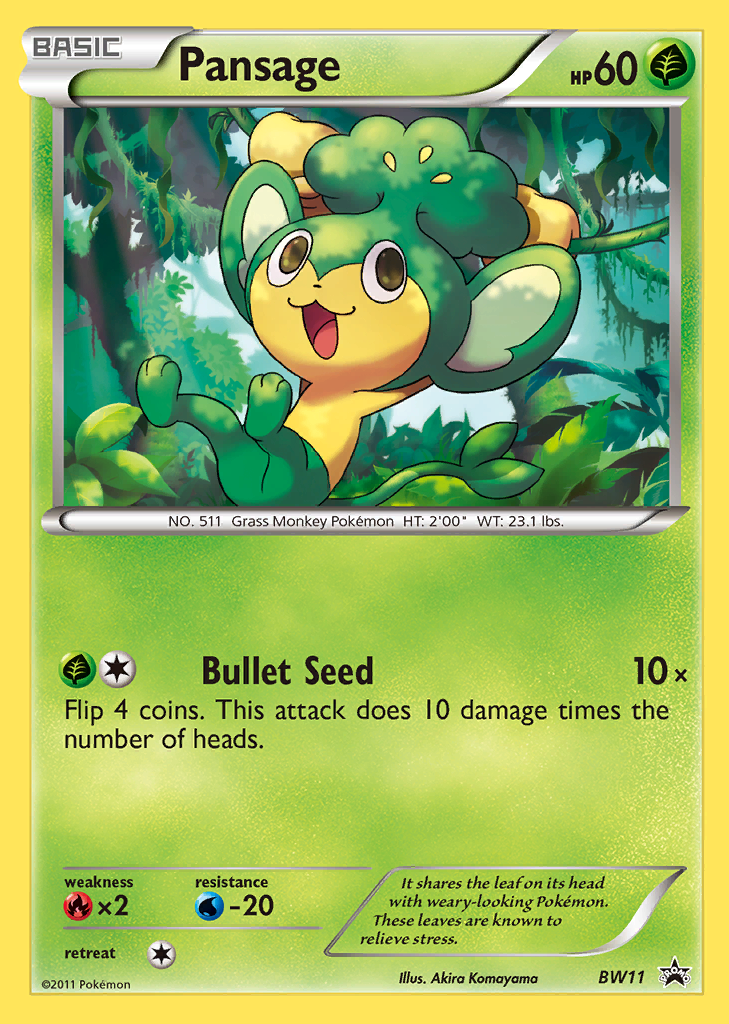 BASIC
Pansage
HP60
NO. 511 Grass Monkey Pokémon HT: 2'00" WT: 23.1 lbs.
Bullet Seed 10×
Flip 4 coins. This attack does 10 damage times the
number of heads.
weakness
×2
resistance
-20
retreat
It shares the leaf on its head
with weary-looking Pokémon.
These leaves are known to
relieve stress.
©2011 Pokémon
Illus. Akira Komayama
BW11
PROMO